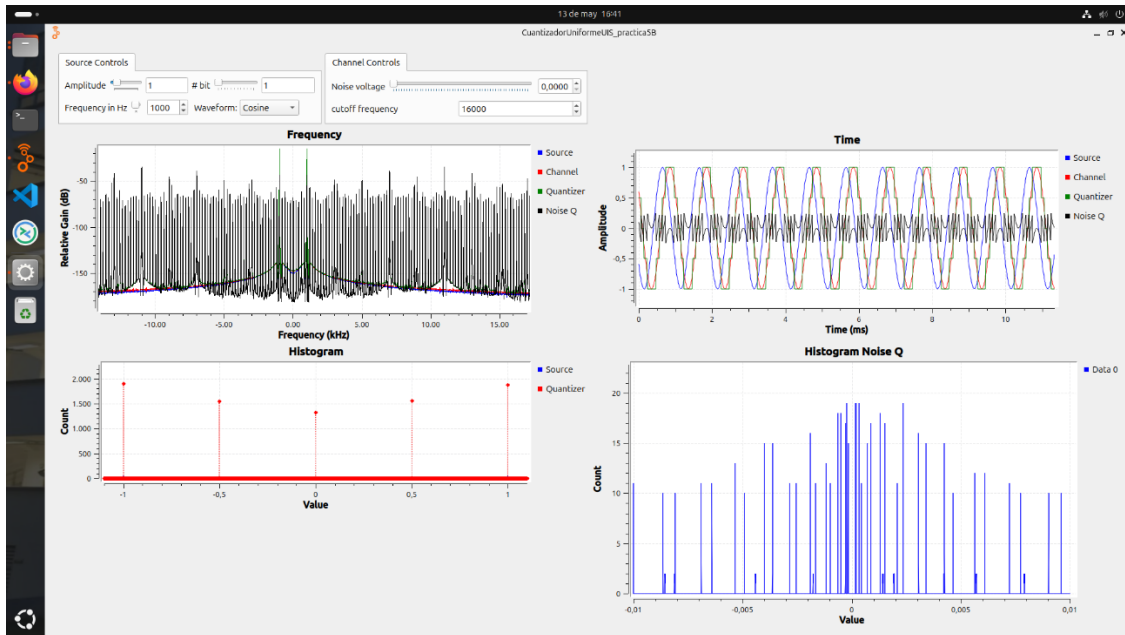 13 de may 16:41
CuantizadorUniformeUIS_practica5B
Source Controls
Amplitude 1 # bit 1
Frequency in Hz 1000 Waveform: Cosine
Channel Controls
Noise voltage 0,0000
cutoff frequency 16000
Frequency
Relative Gain (dB)
-50
-100
-150
-10.00 -5.00 0.00 5.00 10.00 15.00
Frequency (kHz)
Source
Channel
Quantizer
Noise Q
Time
Amplitude
1
0,5
0
-0,5
-1
0 2 4 6 8 10
Time (ms)
Source
Channel
Quantizer
Noise Q
Histogram
Count
2.000
1.500
1.000
500
0
-1 -0,5 0 0,5 1
Value
Source
Quantizer
Histogram Noise Q
Count
20
15
10
5
0
-0,01 -0,005 0 0,005 0,01
Value
Data 0